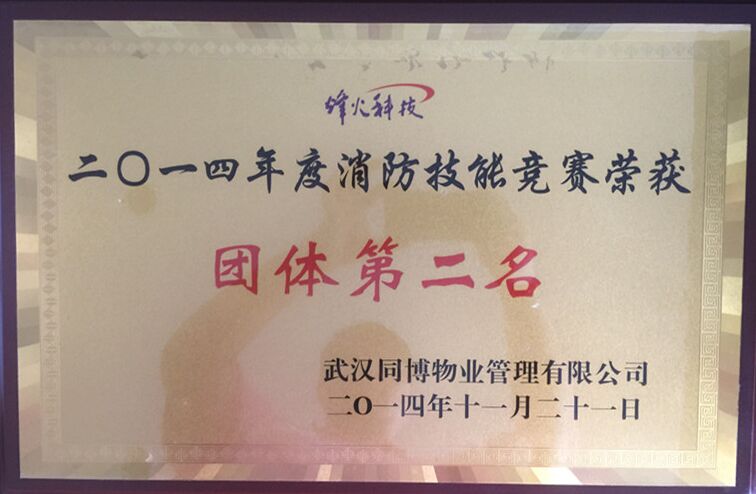 烽火科技
二〇一四年度消防技能竞赛荣获
团体第二名
武汉同博物业管理有限公司
二〇一四年十一月二十一日